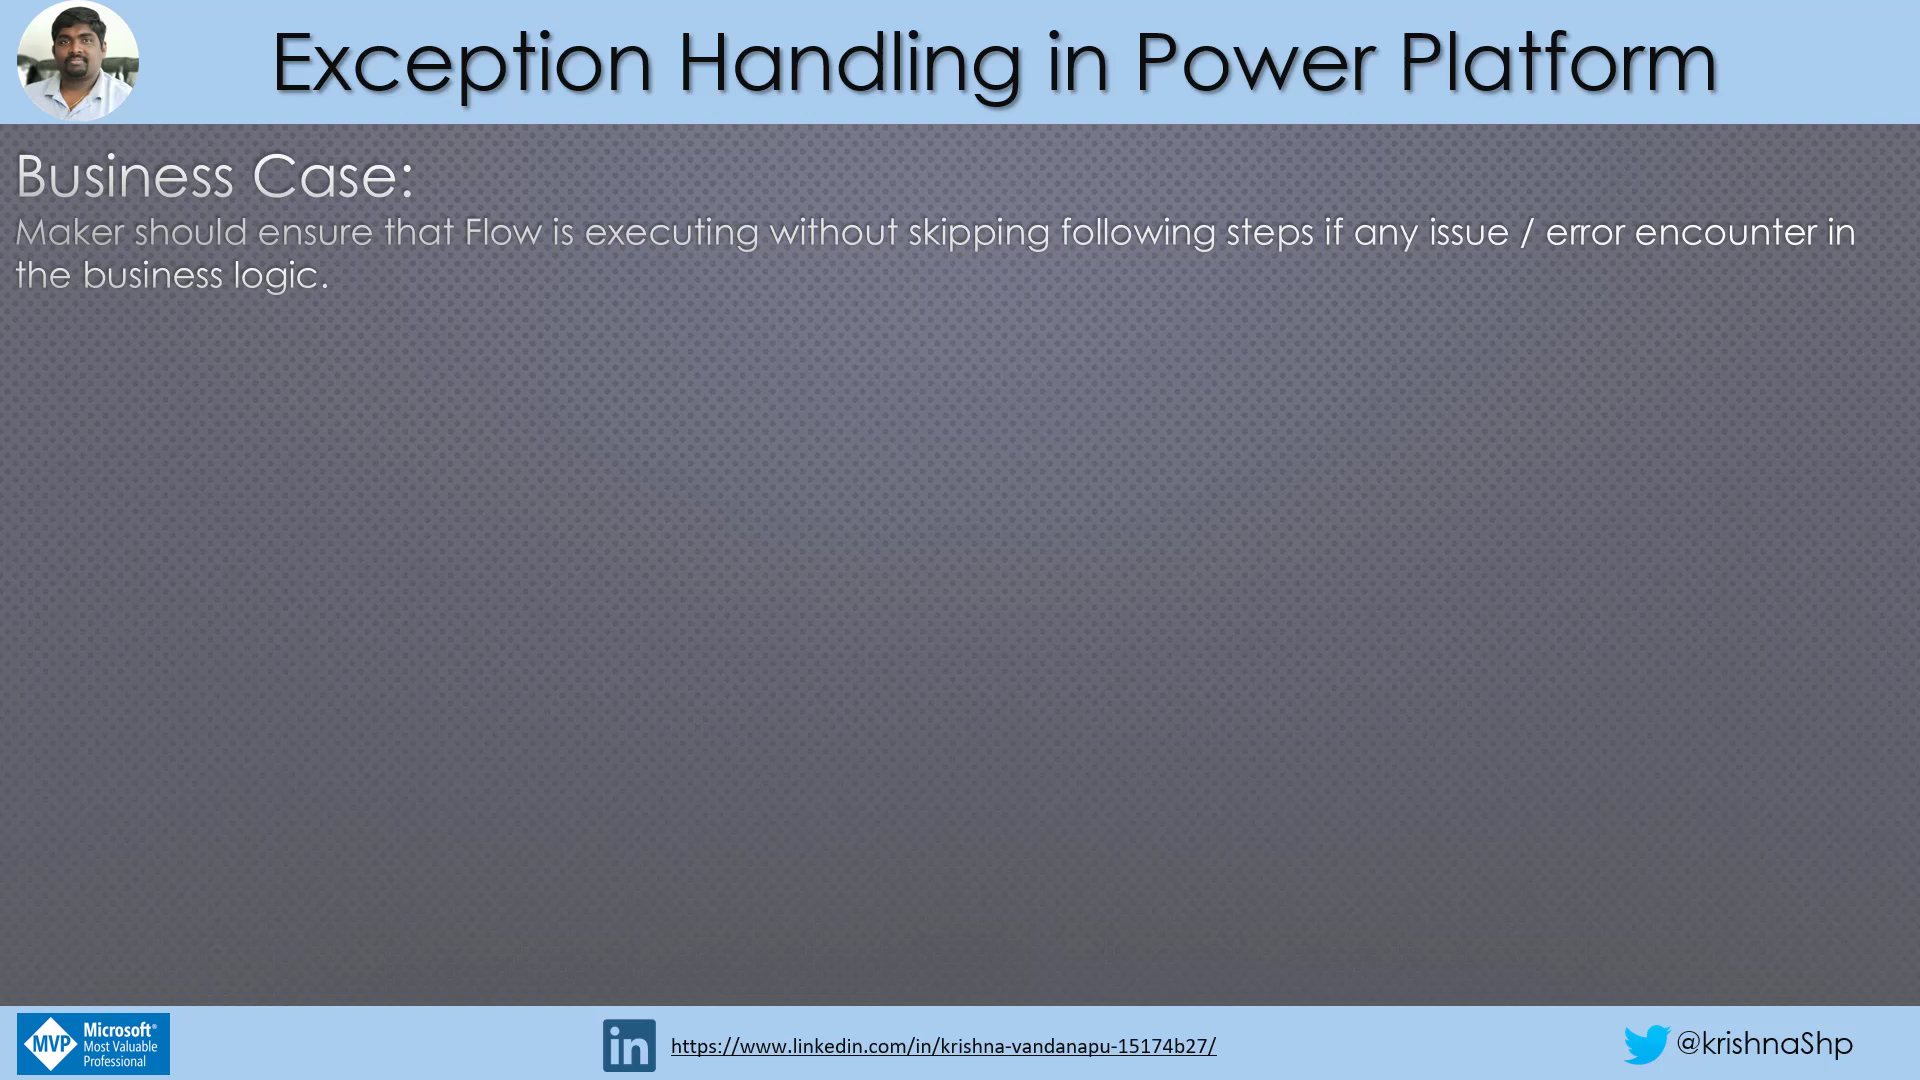 Exception Handling in Power Platform
Business Case:
Maker should ensure that Flow is executing without skipping following steps if any issue / error encounter in
the business logic.
MVP
Microsoft®
Most Valuable
Professional
in
https://www.linkedin.com/in/krishna-vandanapu-15174b27/
@krishnaShp